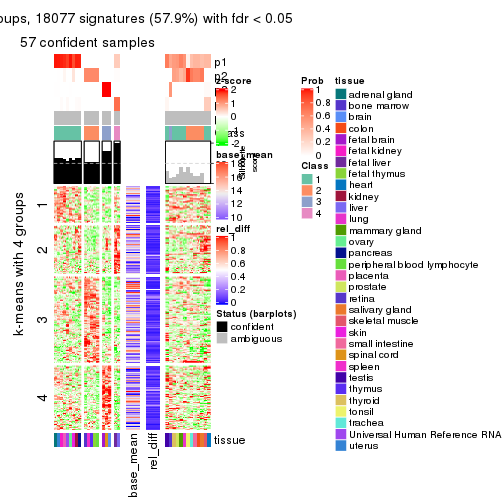 oups, 18077 signatures (57.9%) with fdr < 0.05
57 confident samples
p1
p2
z-score
2
1
0
-1
-2
class
base_mean
16
14
12
10
rel_diff
1
0.8
0.6
0.4
0.2
0
Status (barplots)
confident
ambiguous
Silhouette
score
Prob
1
0.8
0.6
0.4
0.2
0
Class
1
2
3
4
tissue
adrenal gland
bone marrow
brain
colon
fetal brain
fetal kidney
fetal liver
fetal thymus
heart
kidney
liver
lung
mammary gland
ovary
pancreas
peripheral blood lymphocyte
placenta
prostate
retina
salivary gland
skeletal muscle
skin
small intestine
spinal cord
spleen
testis
thymus
thyroid
tonsil
trachea
Universal Human Reference RNA
uterus
k-means with 4 groups
1
2
3
4
tissue
base_mean
rel_diff